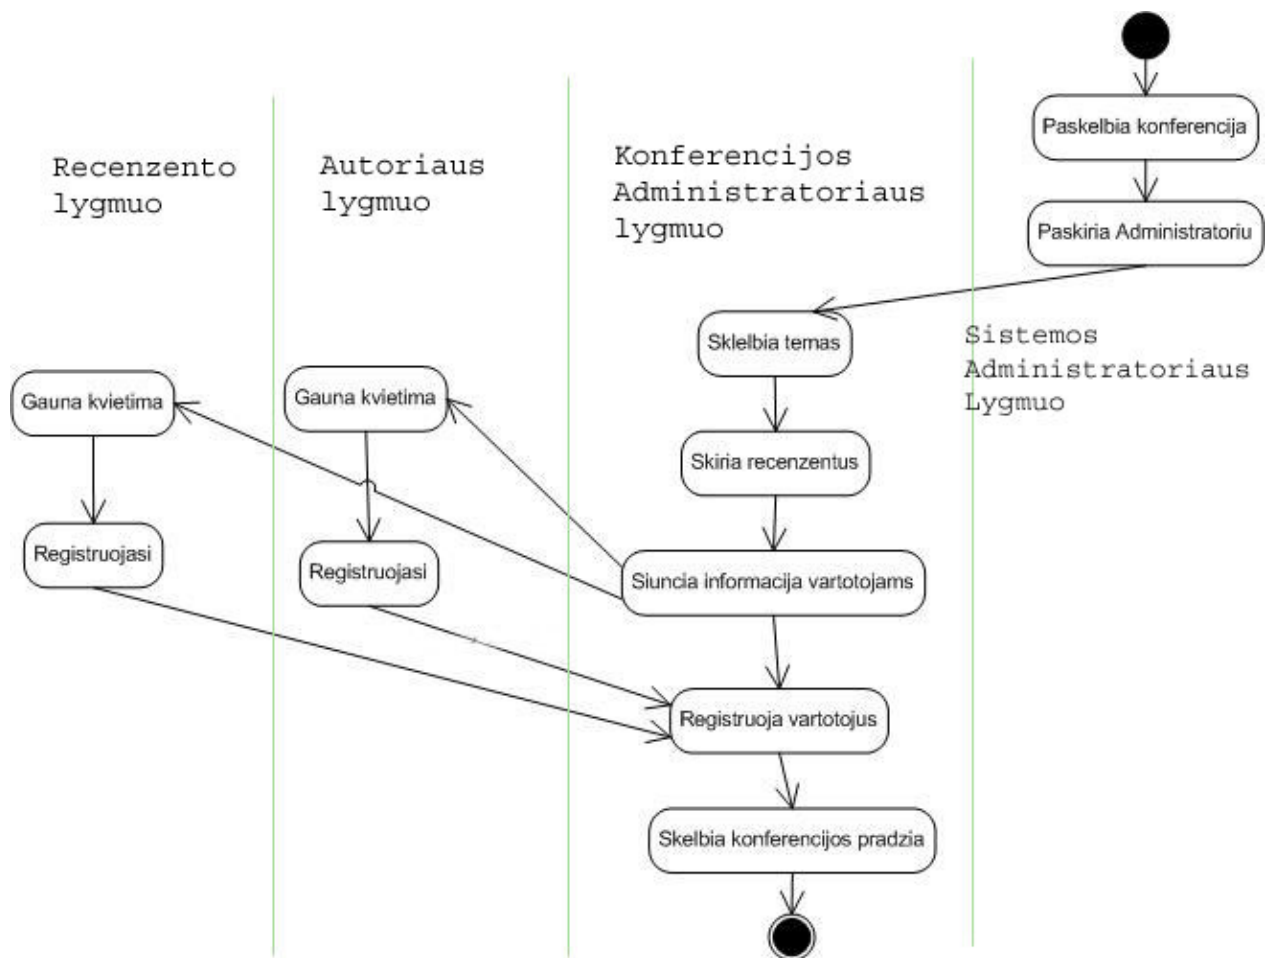 Paskelbia konferencija
Recenzento
lygmuo
Autoriaus
lygmuo
Konferencijos
Administratoriaus
lygmuo
Paskiria Administratoriu
Sklelbia temas
Sistemos
Administratoriaus
Lygmuo
Gauna kvietima
Gauna kvietima
Skiria recenzentus
Registruojasi
Registruojasi
Siuncia informacija vartotojams
Registruoja vartotojus
Skelbia konferencijos pradzia